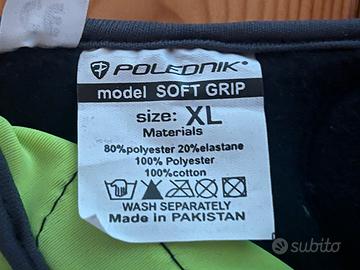 POLEDNIK®
model SOFT GRIP
size: XL
Materials
80%polyester 20%elastane
100% Polyester
100%cotton
WASH SEPARATELY
Made in PAKISTAN
subito